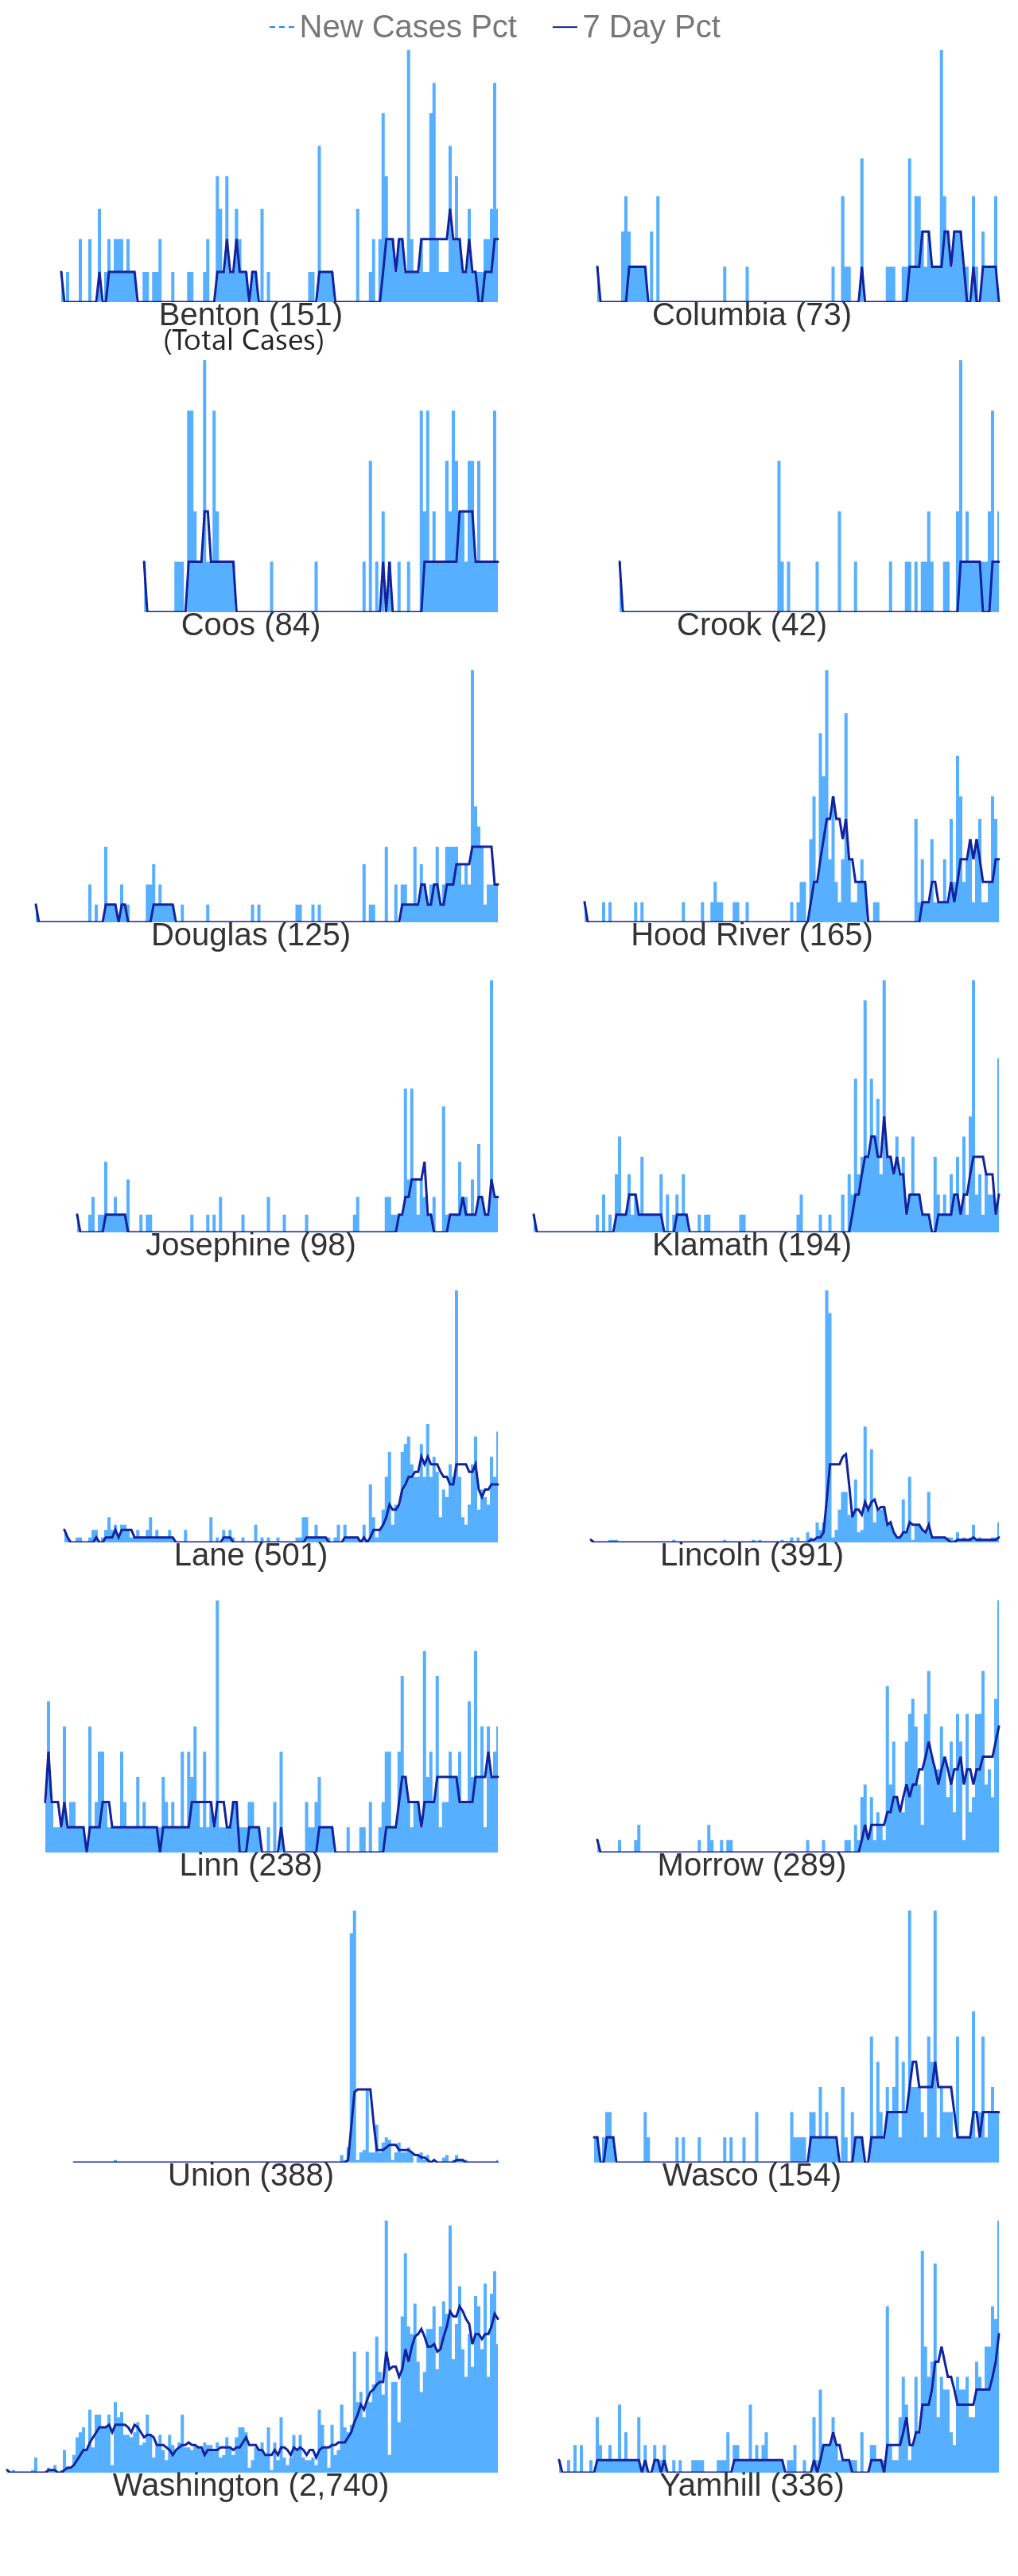 New Cases Pct 7 Day Pct
Benton (151) Columbia (73)
(Total Cases)
Coos (84) Crook (42)
Douglas (125) Hood River (165)
Josephine (98) Klamath (194)
Lane (501) Lincoln (391)
Linn (238) Morrow (289)
Union (388) Wasco (154)
Washington (2,740) Yamhill (336)